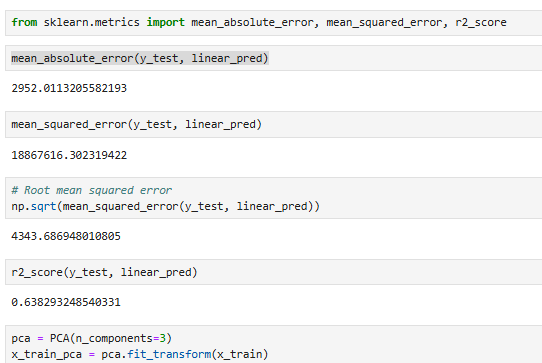 from sklearn.metrics import mean_absolute_error, mean_squared_error, r2_score
mean_absolute_error(y_test, linear_pred)
2952.0113205582193
mean_squared_error(y_test, linear_pred)
18867616.302319422
# Root mean squared error
np.sqrt(mean_squared_error(y_test, linear_pred))
4343.686948010805
r2_score(y_test, linear_pred)
0.638293248540331
pca = PCA(n_components=3)
x_train_pca = pca.fit_transform(x_train)